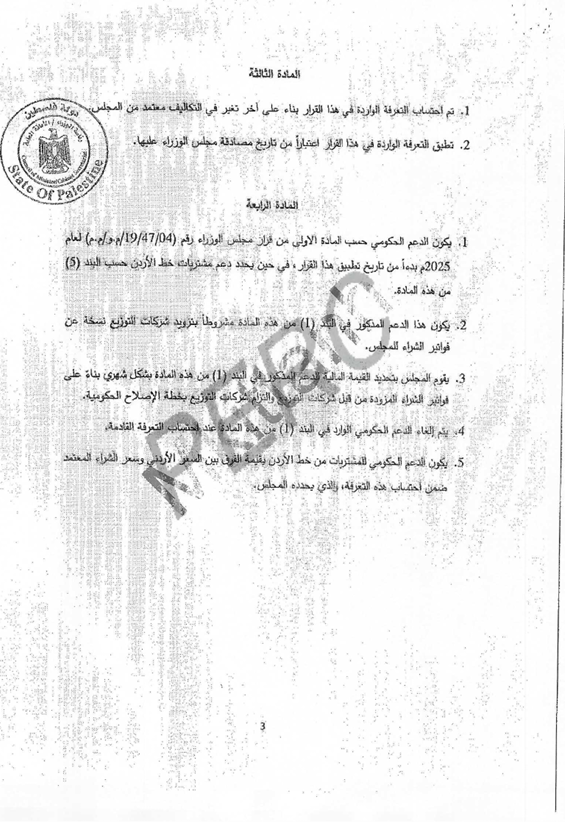 المادة الثالثة
1. تم احتساب التعرفة الواردة في هذا القرار بناء على أخر تغير في التكاليف معتمد من المجلس.
2. تطبق التعرفة الواردة في هذا القرار اعتباراً من تاريخ مصادقة مجلس الوزراء عليها.
دولة فلسطين
State Of Palestine
المادة الرابعة
1. يكون الدعم الحكومي حسب المادة الاولى من قرار مجلس الوزراء رقم (19/47/04/م.و/م.م) لعام
2025م بدءاً من تاريخ تطبيق هذا القرار، في حين يحدد دعم مشتريات خط الأردن حسب البند (5)
من هذه المادة.
2. يكون هذا الدعم المذكور في البند (1) من هذه المادة مشروطاً بتزويد شركات التوزيع نسخة عن
فواتير الشراء للمجلس.
3. يقوم المجلس بتحديد القيمة المالية للدعم المذكور في البند (1) من هذه المادة بشكل شهري بناءً على
فواتير الشراء المزودة من قبل شركات التوزيع والتزام شركات التوزيع بخطة الإصلاح الحكومية.
4. يتم إلغاء الدعم الحكومي الوارد في البند (1) من هذه المادة عند احتساب التعرفة القادمة.
5. يكون الدعم الحكومي للمشتريات من خط الأردن بقيمة الفرق بين السعر الأردني وسعر الشراء المعتمد
ضمن احتساب هذه التعرفة، والذي يحدده المجلس.
PERC
3